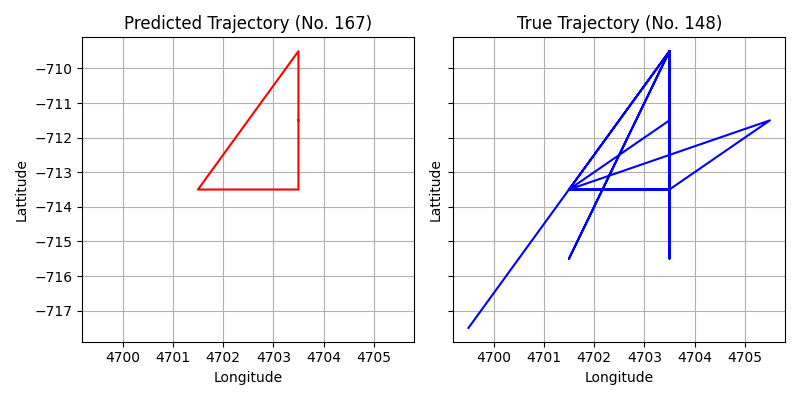 Predicted Trajectory (No. 167)
−710
−711
−712
−713
−714
−715
−716
−717
Lattitude
4700 4701 4702 4703 4704 4705
Longitude
True Trajectory (No. 148)
Lattitude
4700 4701 4702 4703 4704 4705
Longitude